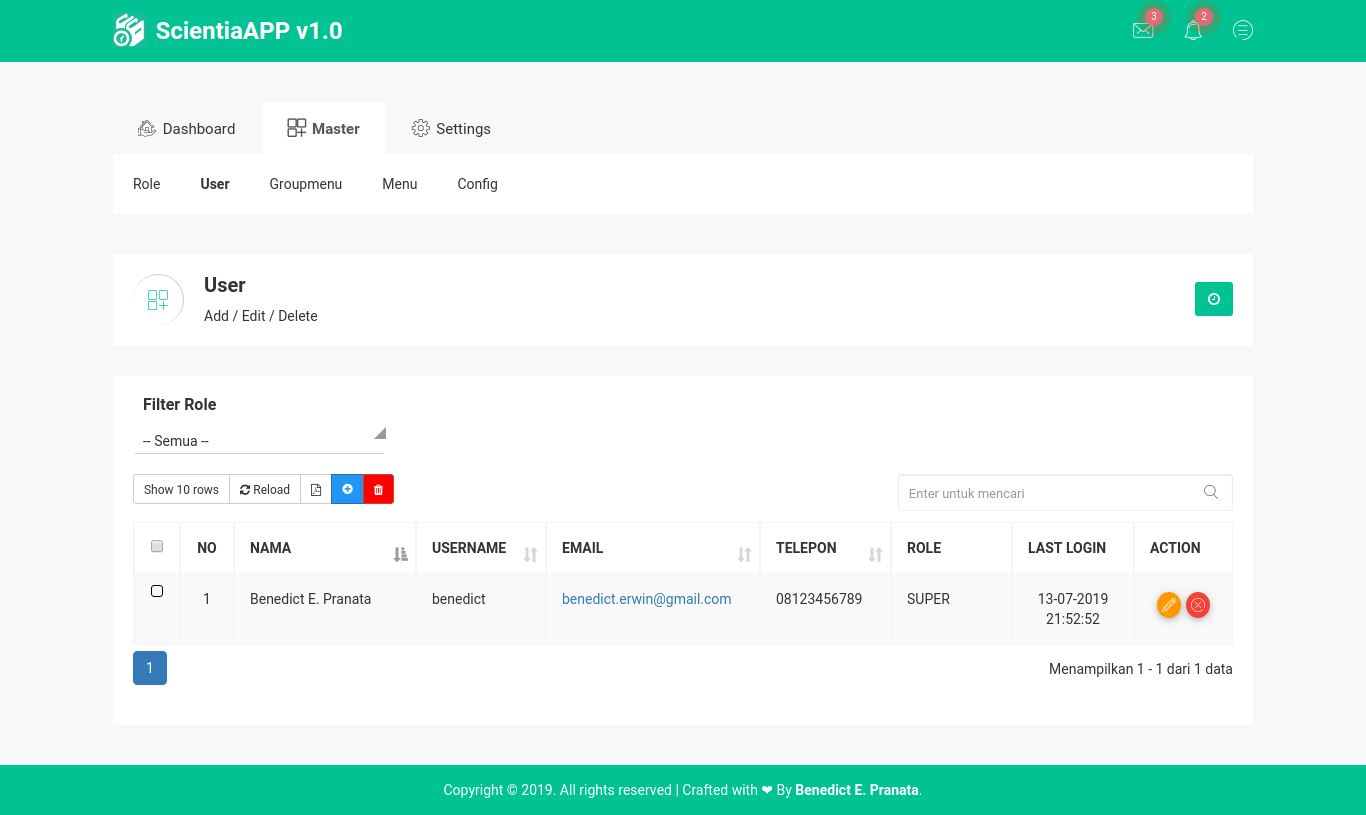 ScientiaAPP v1.0
3
2
Dashboard
Master
Settings
Role
User
Groupmenu
Menu
Config
User
Add / Edit / Delete
Filter Role
-- Semua --
Show 10 rows
Reload
Enter untuk mencari
NO NAMA USERNAME EMAIL TELEPON ROLE LAST LOGIN ACTION
1 Benedict E. Pranata benedict benedict.erwin@gmail.com 08123456789 SUPER 13-07-2019
21:52:52
1
Menampilkan 1 - 1 dari 1 data
Copyright © 2019. All rights reserved | Crafted with ❤ By Benedict E. Pranata.